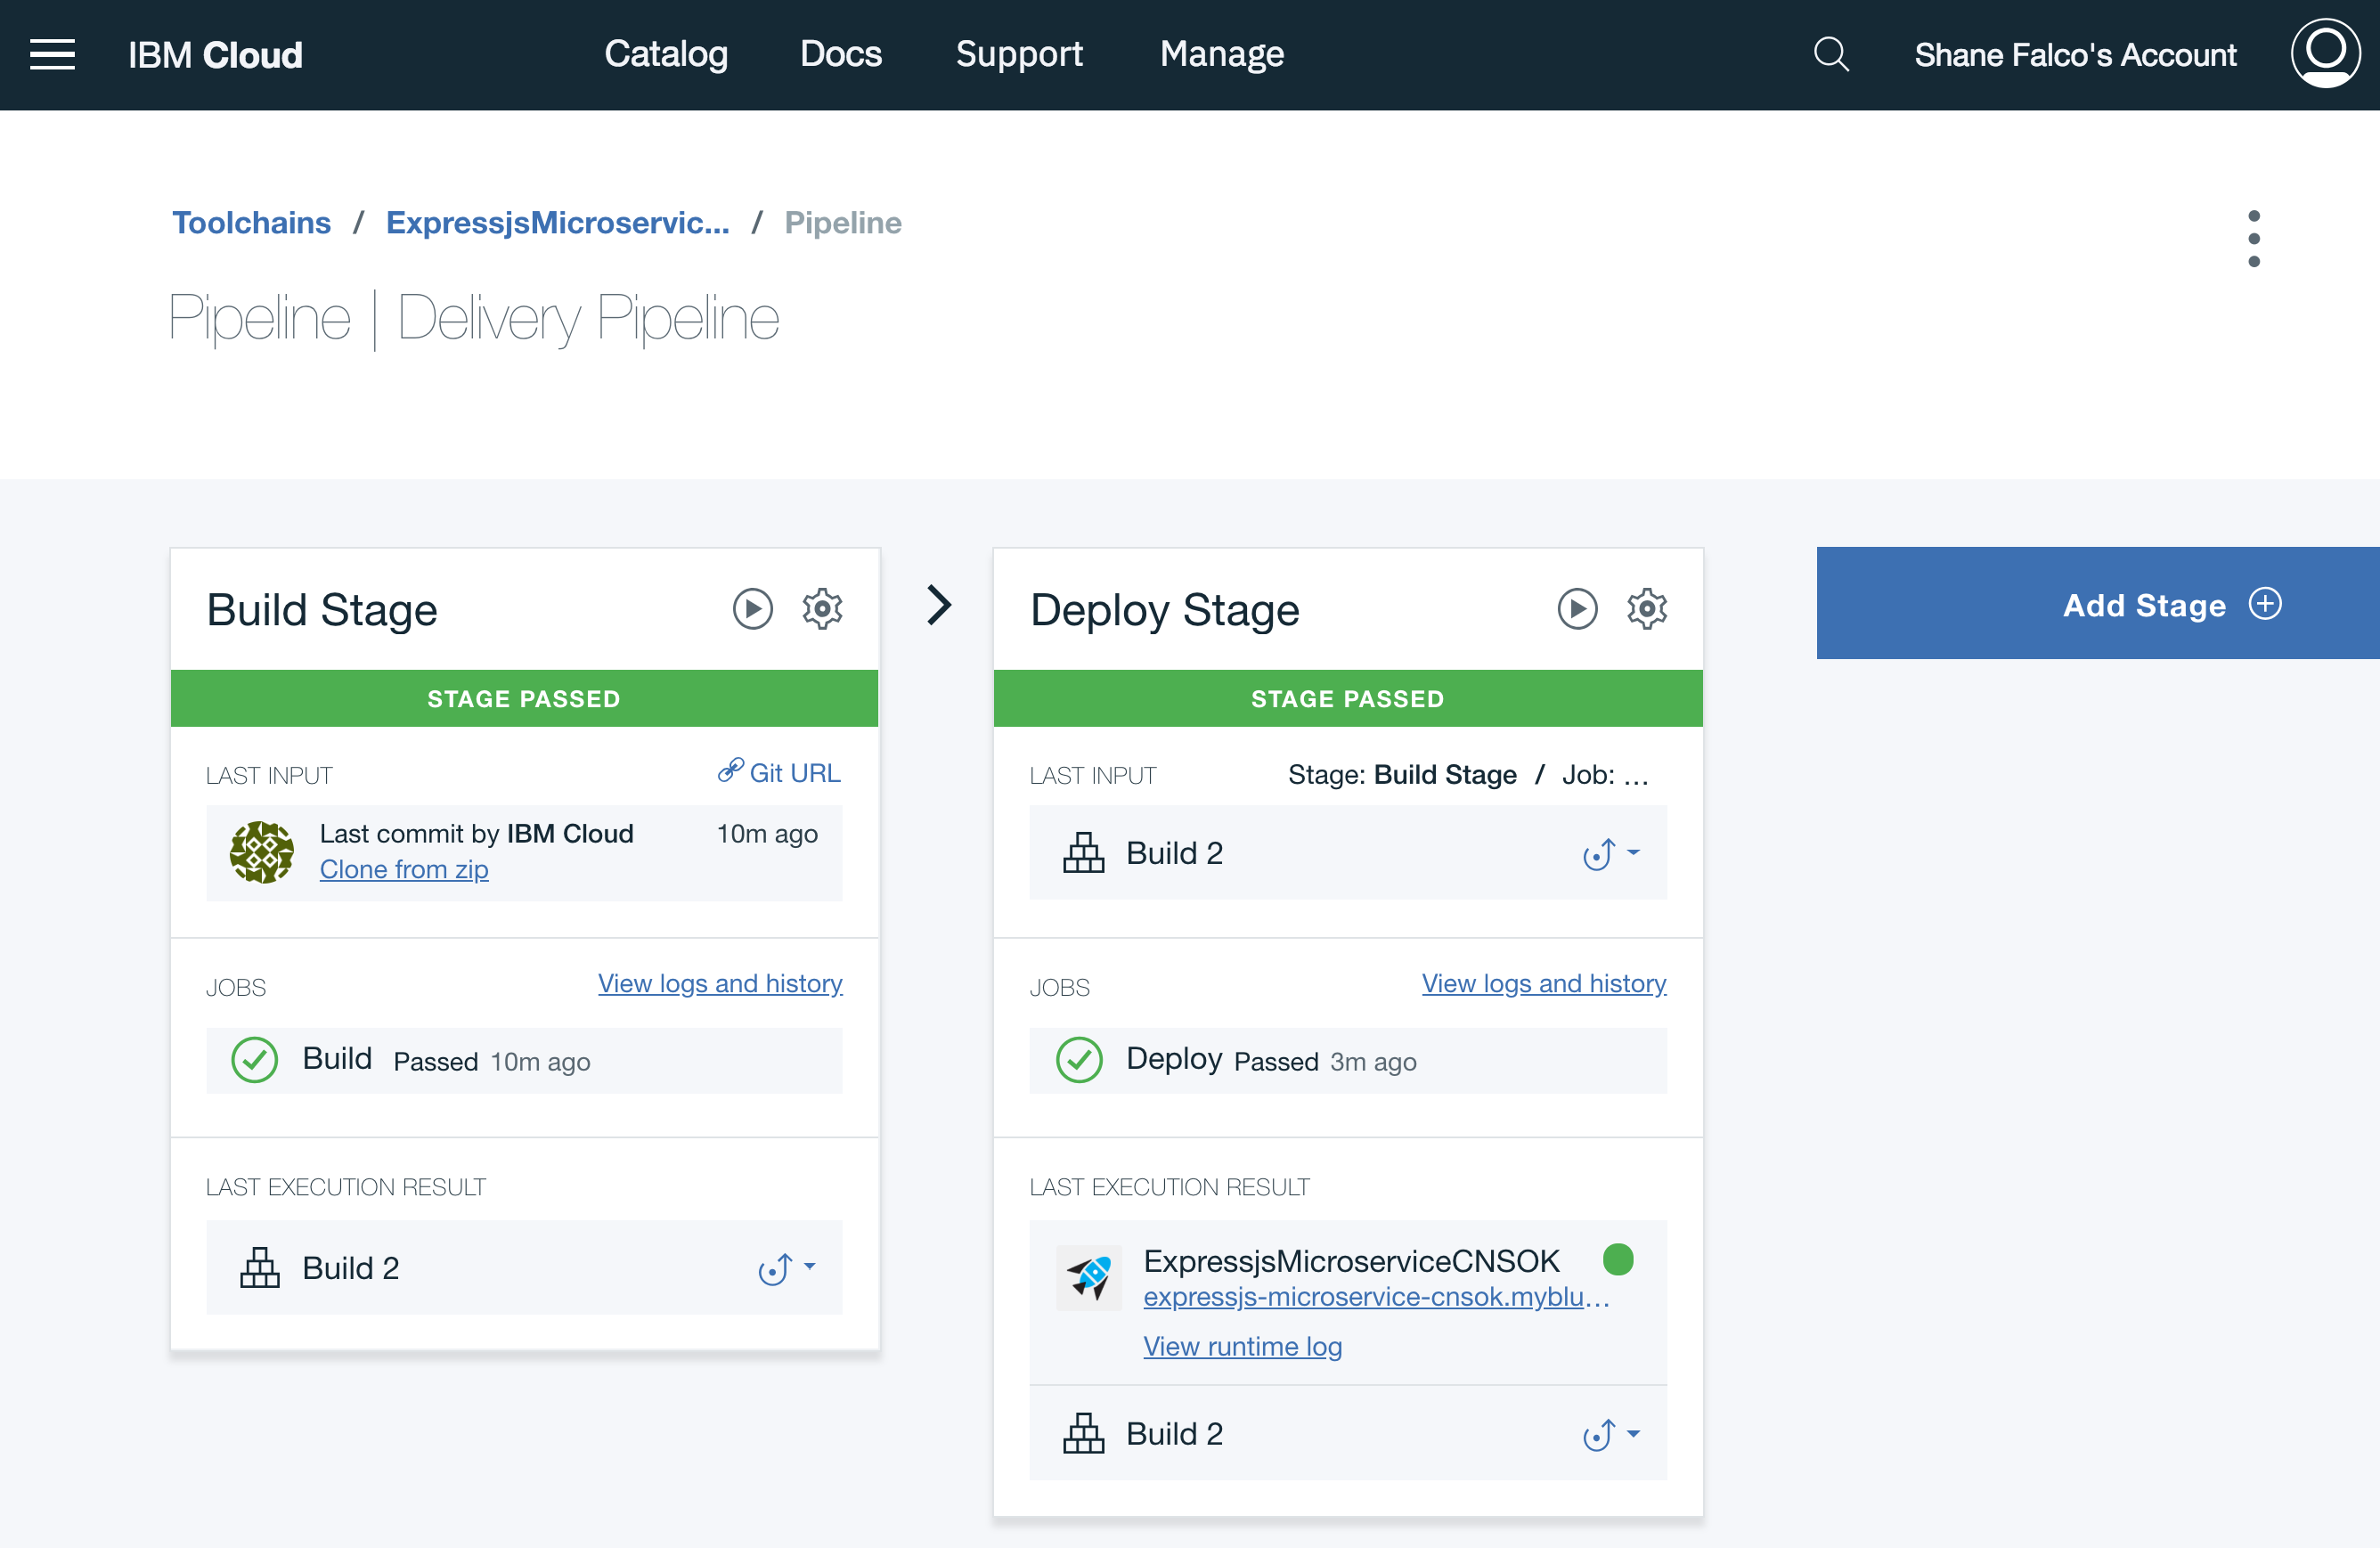 IBM Cloud Catalog Docs Support Manage Shane Falco's Account
Toolchains / ExpressjsMicroservic... / Pipeline
Pipeline | Delivery Pipeline
Build Stage
STAGE PASSED
LAST INPUT Git URL
Last commit by IBM Cloud 10m ago
Clone from zip
JOBS View logs and history
Build Passed 10m ago
LAST EXECUTION RESULT
Build 2
Deploy Stage
STAGE PASSED
LAST INPUT Stage: Build Stage / Job: ...
Build 2
JOBS View logs and history
Deploy Passed 3m ago
LAST EXECUTION RESULT
ExpressjsMicroserviceCNSOK
expressjs-microservice-cnsok.myblu...
View runtime log
Build 2
Add Stage